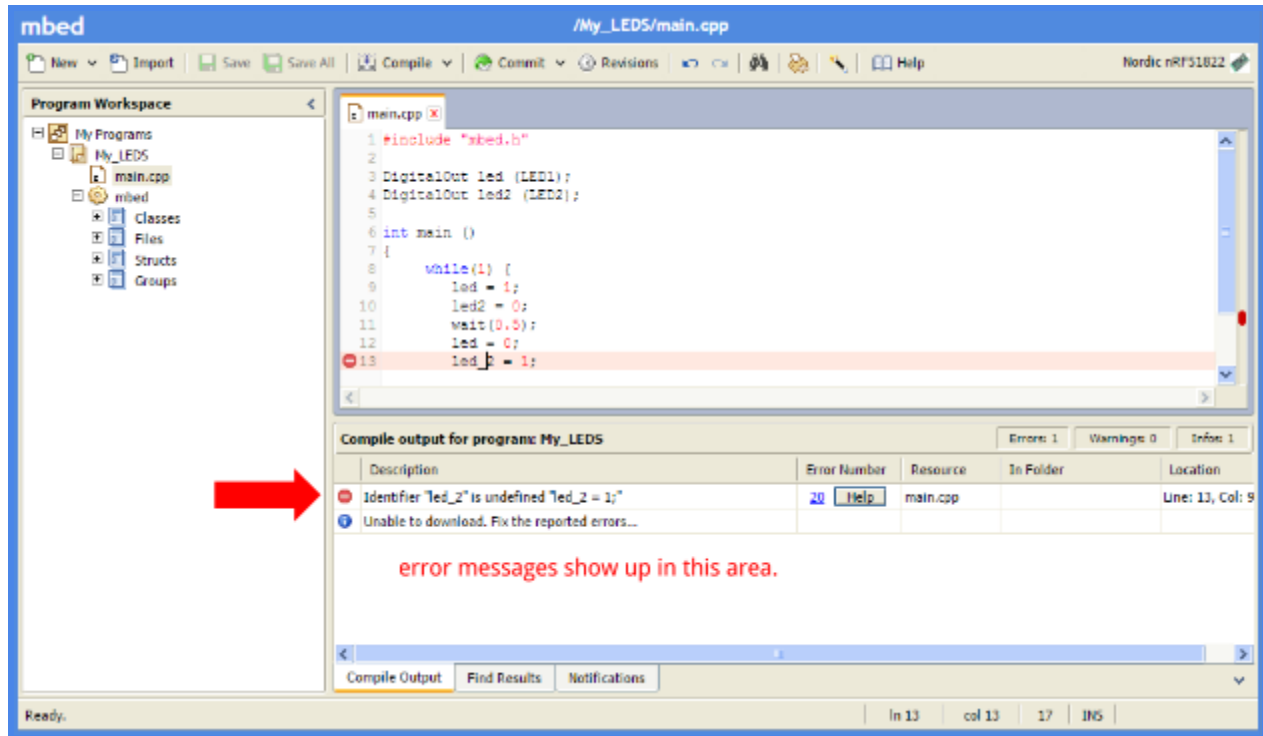 mbed /My_LEDS/main.cpp
New Import Save Save All Compile Commit Revisions Help Nordic nRF51822
Program Workspace
My Programs
My_LEDS
main.cpp
mbed
Classes
Files
Structs
Groups
main.cpp
1 #include "mbed.h"
2
3 DigitalOut led (LED1);
4 DigitalOut led2 (LED2);
5
6 int main ()
7 {
8 while(1) {
9 led = 1;
10 led2 = 0;
11 wait(0.5);
12 led = 0;
13 led_2 = 1;
Compile output for program: My_LEDS Errors: 1 Warnings: 0 Infos: 1
Description Error Number Resource In Folder Location
Identifier "led_2" is undefined "led_2 = 1;" 20 Help main.cpp Line: 13, Col: 9
Unable to download. Fix the reported errors...
error messages show up in this area.
Compile Output Find Results Notifications
Ready. ln 13 col 13 17 INS